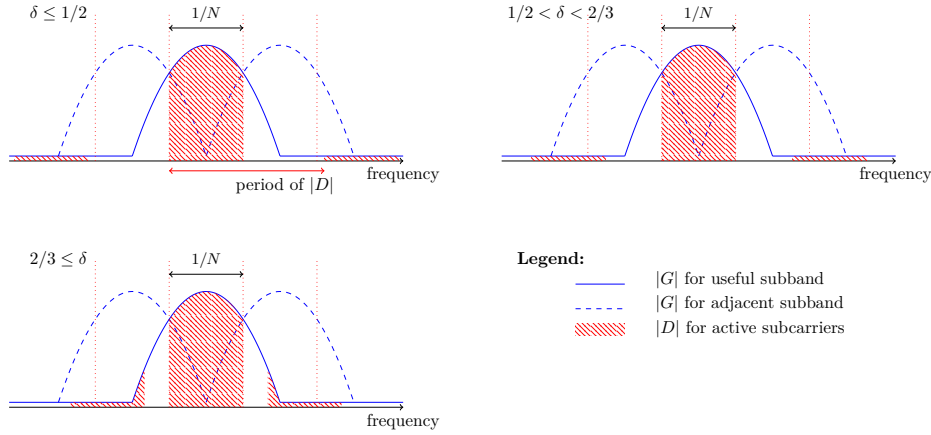 δ ≤ 1/2
1/N
frequency
period of |D|
1/2 < δ < 2/3
1/N
frequency
2/3 ≤ δ
1/N
frequency
Legend:
|G| for useful subband
|G| for adjacent subband
|D| for active subcarriers